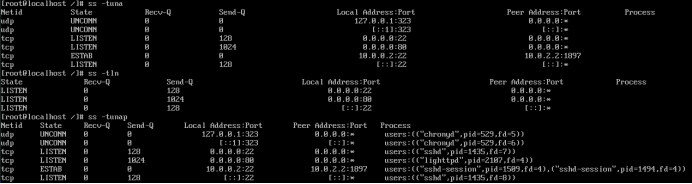 [root@localhost /]# ss -tuna
Netid State Recv-Q Send-Q Local Address:Port Peer Address:Port Process
udp UNCONN 0 0 127.0.0.1:323 0.0.0.0:*
udp UNCONN 0 0 [::1]:323 [::]:*
tcp LISTEN 0 128 0.0.0.0:22 0.0.0.0:*
tcp LISTEN 0 1024 0.0.0.0:80 0.0.0.0:*
tcp ESTAB 0 0 10.0.2.2:22 10.0.2.2:1897
tcp LISTEN 0 128 [::]:22 [::]:*
[root@localhost /]# ss -tln
State Recv-Q Send-Q Local Address:Port Peer Address:Port Process
LISTEN 0 128 0.0.0.0:22 0.0.0.0:*
LISTEN 0 1024 0.0.0.0:80 0.0.0.0:*
LISTEN 0 128 [::]:22 [::]:*
[root@localhost /]# ss -tunap
Netid State Recv-Q Send-Q Local Address:Port Peer Address:Port Process
udp UNCONN 0 0 127.0.0.1:323 0.0.0.0:* users:(("chronyd",pid=529,fd=5))
udp UNCONN 0 0 [::1]:323 [::]:* users:(("chronyd",pid=529,fd=6))
tcp LISTEN 0 128 0.0.0.0:22 0.0.0.0:* users:(("sshd",pid=1435,fd=7))
tcp LISTEN 0 1024 0.0.0.0:80 0.0.0.0:* users:(("lighttpd",pid=2107,fd=4))
tcp ESTAB 0 0 10.0.2.2:22 10.0.2.2:1897 users:(("sshd-session",pid=1509,fd=4),("sshd-session",pid=1494,fd=4))
tcp LISTEN 0 128 [::]:22 [::]:* users:(("sshd",pid=1435,fd=8))